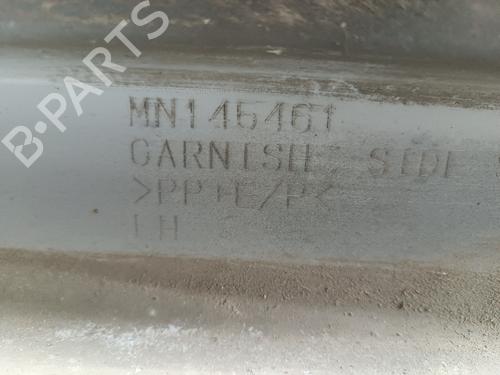 B-PARTS
MN145461
GARNISH, SIDE
>PP+E/P<
LH